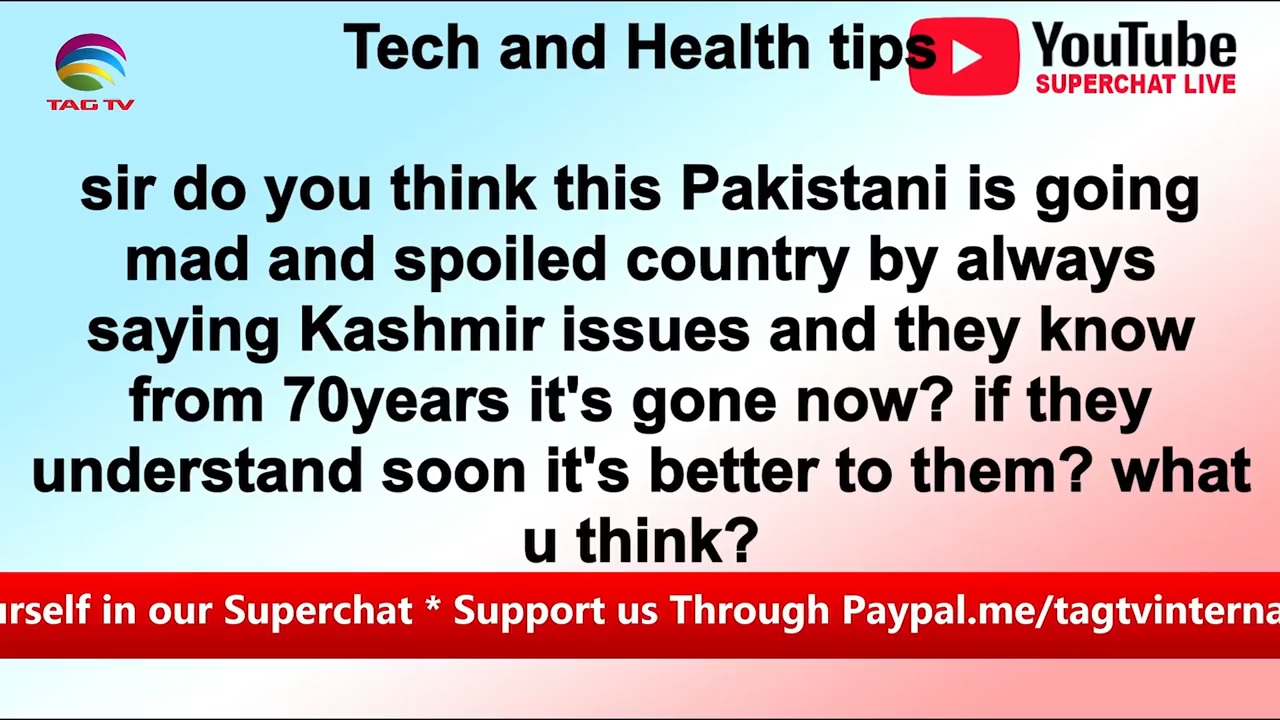 Tech and Health tips
YouTube
SUPERCHAT LIVE
TAG TV
sir do you think this Pakistani is going
mad and spoiled country by always
saying Kashmir issues and they know
from 70years it's gone now? if they
understand soon it's better to them? what
u think?
urself in our Superchat * Support us Through Paypal.me/tagtvinterna